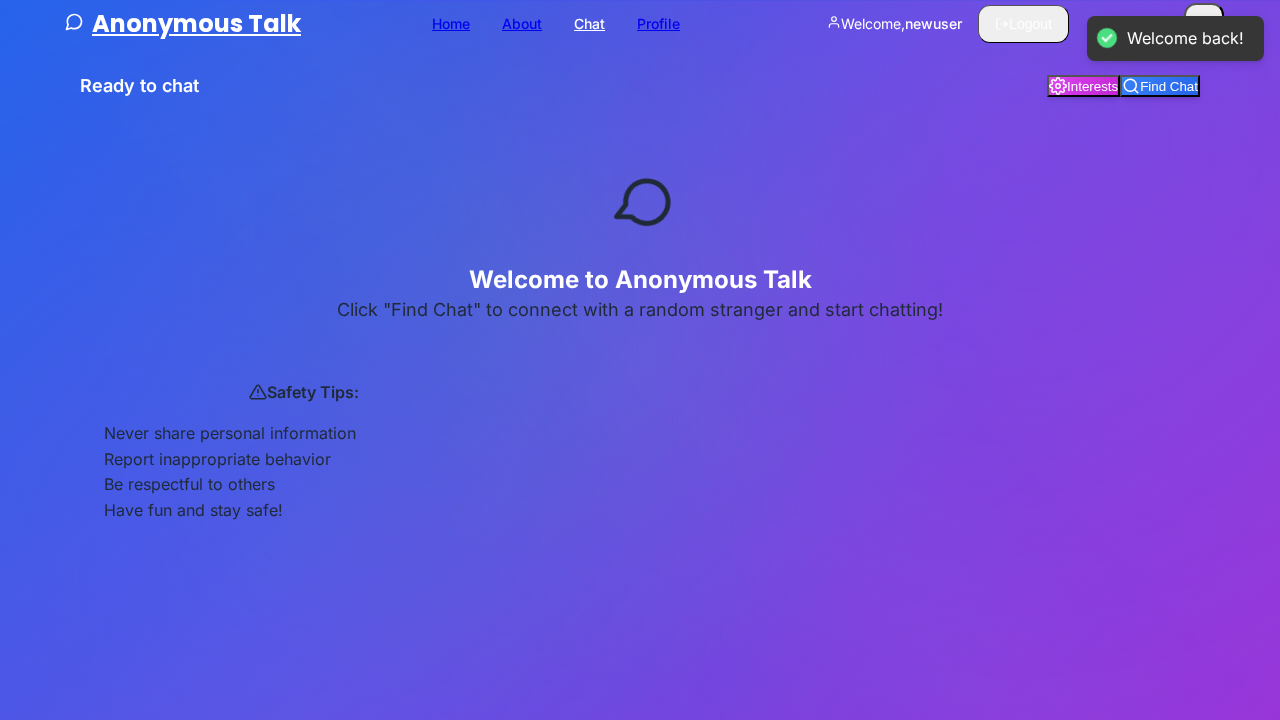 Anonymous Talk
Home
About
Chat
Profile
Welcome,newuser
Logout
Welcome back!
Ready to chat
Interests
Find Chat
Welcome to Anonymous Talk
Click "Find Chat" to connect with a random stranger and start chatting!
Safety Tips:
Never share personal information
Report inappropriate behavior
Be respectful to others
Have fun and stay safe!